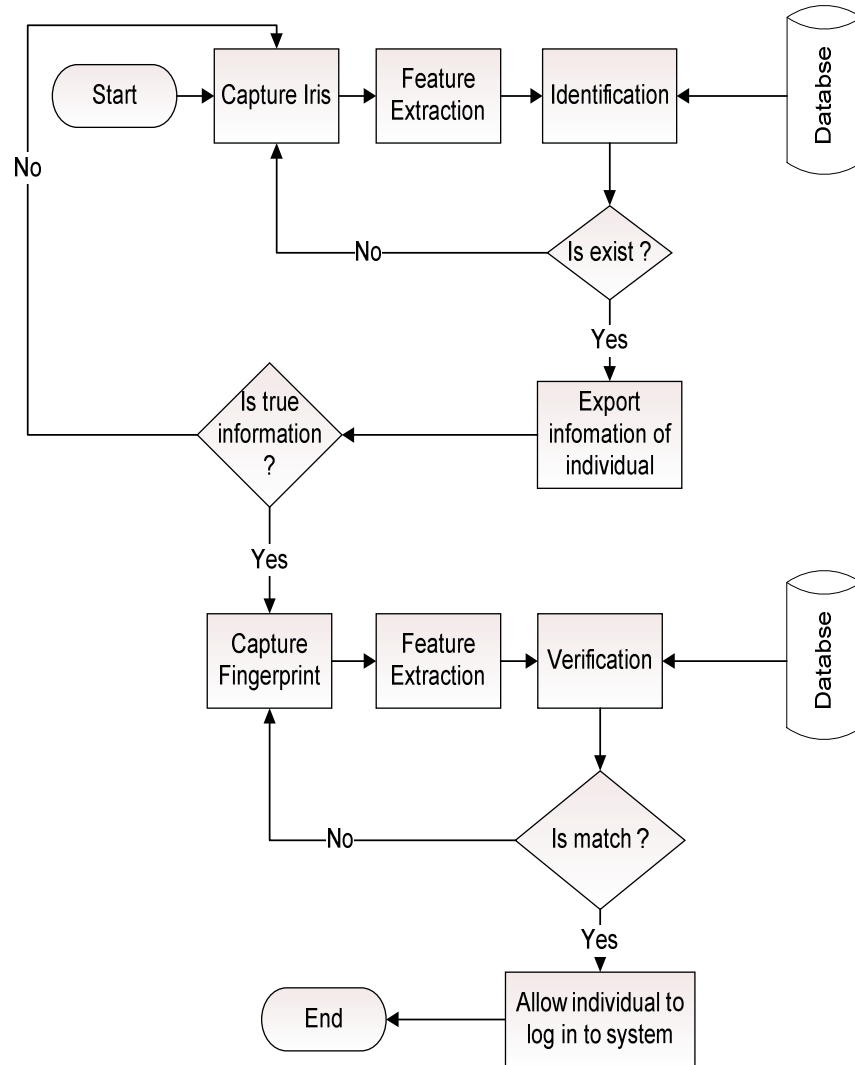 Start
Capture Iris
Feature
Extraction
Identification
Databse
No
No
Is exist ?
Yes
Is true
information
?
Export
infomation of
individual
Yes
Capture
Fingerprint
Feature
Extraction
Verification
Databse
No
Is match ?
Yes
End
Allow individual to
log in to system